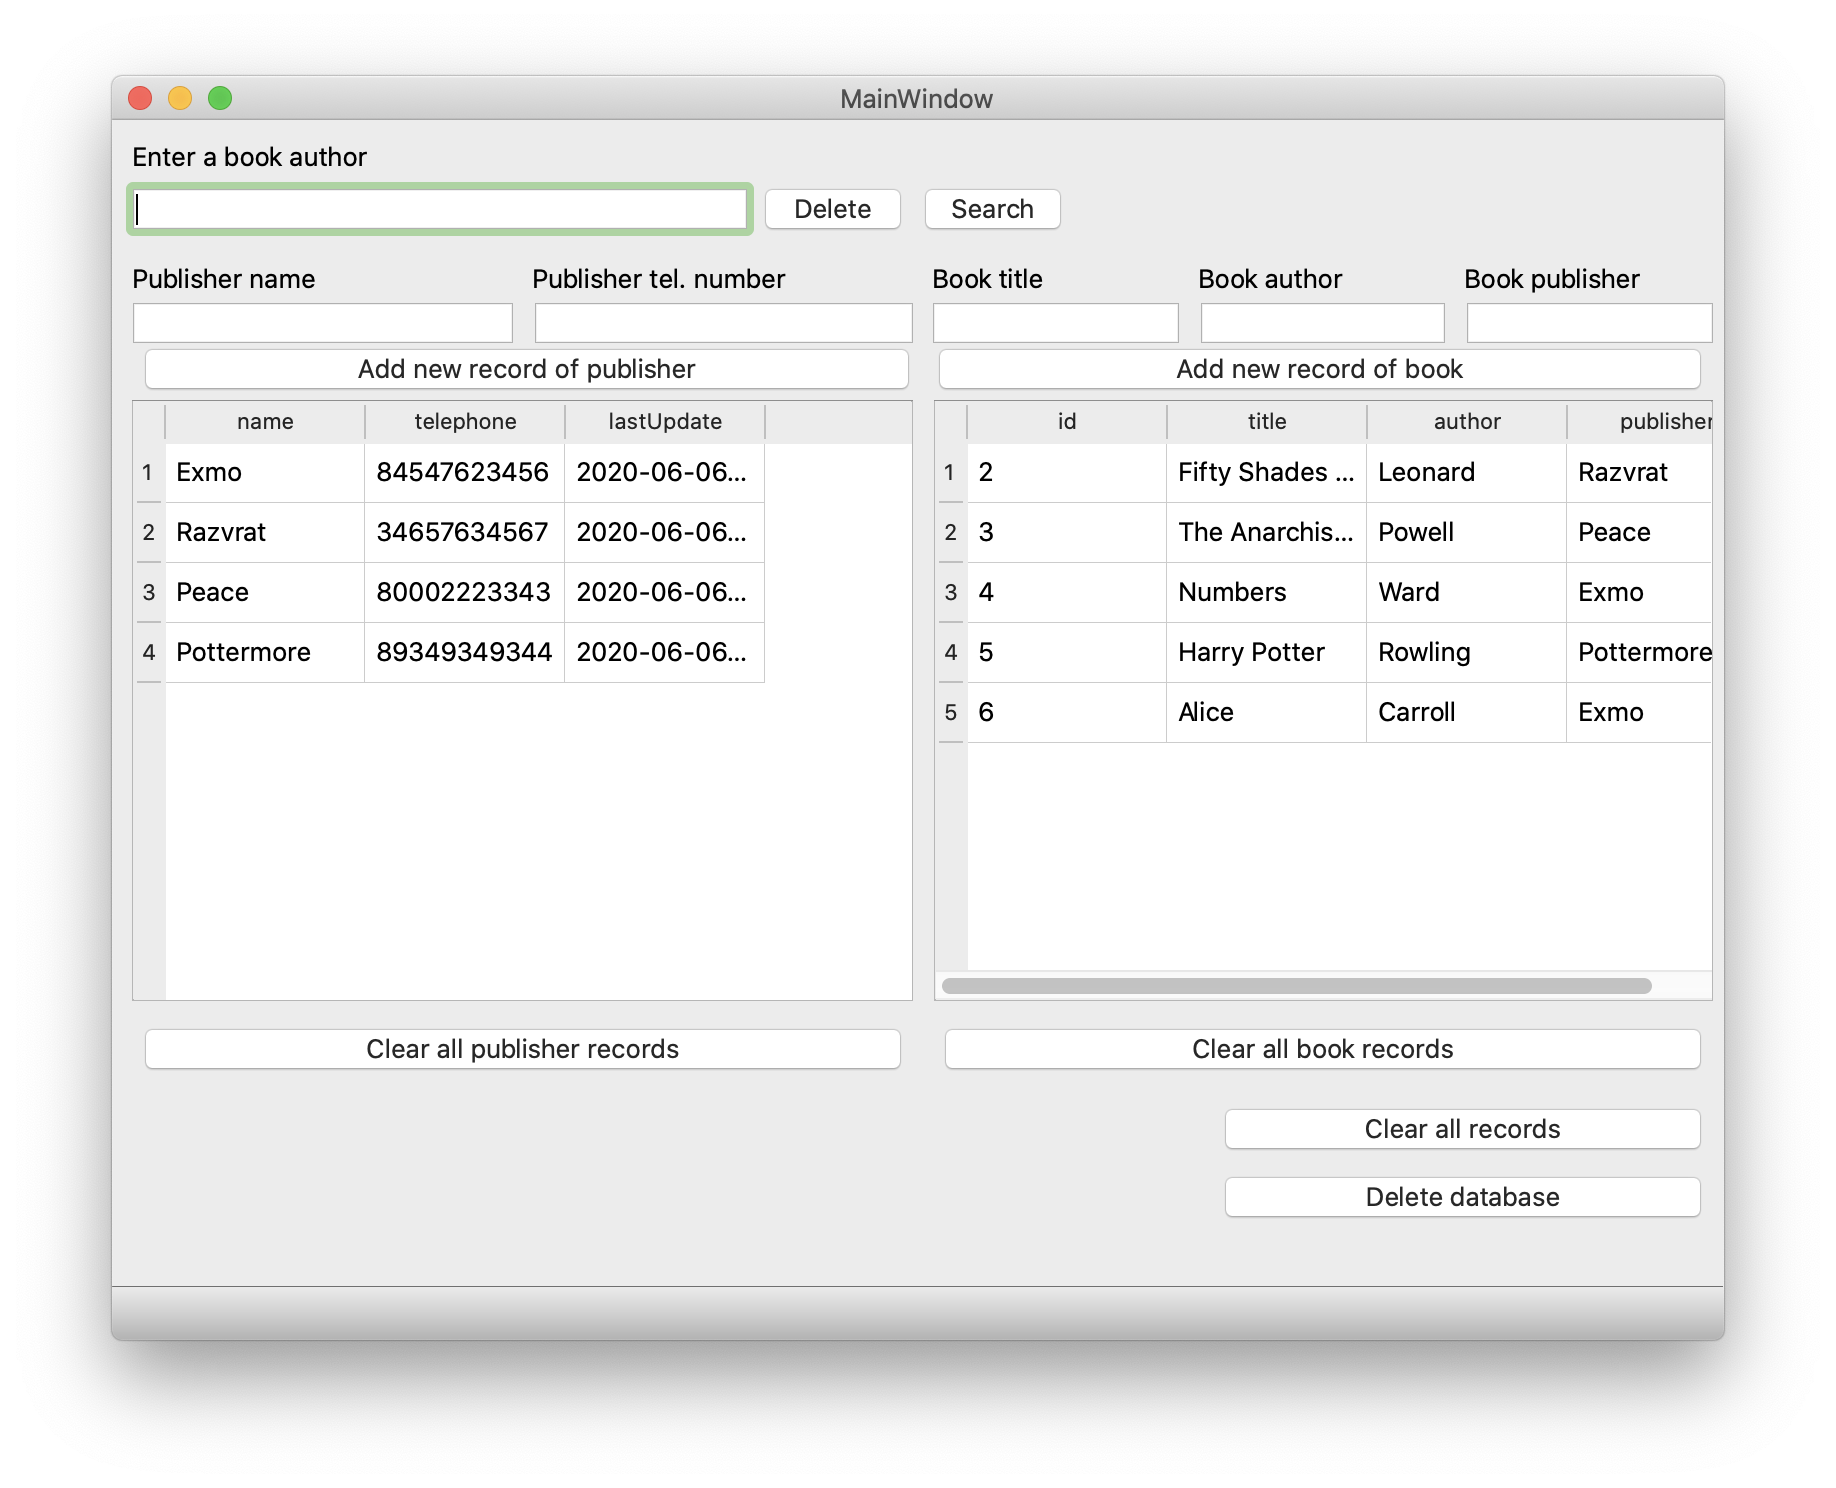 MainWindow
Enter a book author
Delete Search
Publisher name Publisher tel. number Book title Book author Book publisher
Add new record of publisher Add new record of book
name telephone lastUpdate id title author publisher
1 Exmo 84547623456 2020-06-06... 1 2 Fifty Shades ... Leonard Razvrat
2 Razvrat 34657634567 2020-06-06... 2 3 The Anarchis... Powell Peace
3 Peace 80002223343 2020-06-06... 3 4 Numbers Ward Exmo
4 Pottermore 89349349344 2020-06-06... 4 5 Harry Potter Rowling Pottermore
5 6 Alice Carroll Exmo
Clear all publisher records Clear all book records
Clear all records
Delete database